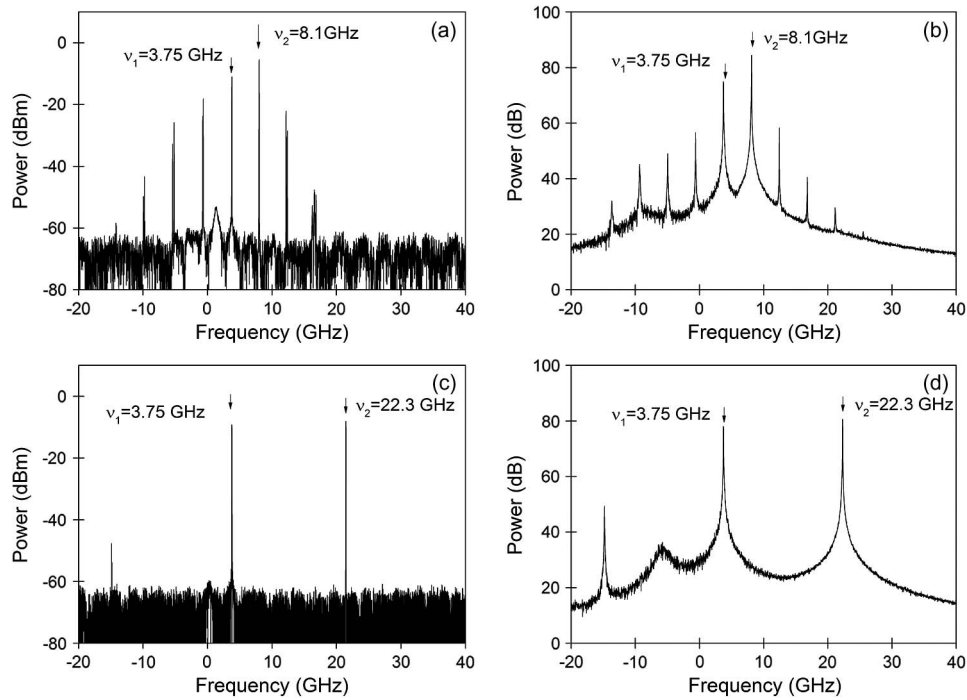 (a)
ν₁=3.75 GHz
ν₂=8.1GHz
Power (dBm)
0
-20
-40
-60
-80
-20 -10 0 10 20 30 40
Frequency (GHz)
(b)
ν₁=3.75 GHz
ν₂=8.1GHz
Power (dB)
100
80
60
40
20
0
-20 -10 0 10 20 30 40
Frequency (GHz)
(c)
ν₁=3.75 GHz
ν₂=22.3 GHz
Power (dBm)
0
-20
-40
-60
-80
-20 -10 0 10 20 30 40
Frequency (GHz)
(d)
ν₁=3.75 GHz
ν₂=22.3 GHz
Power (dB)
100
80
60
40
20
0
-20 -10 0 10 20 30 40
Frequency (GHz)